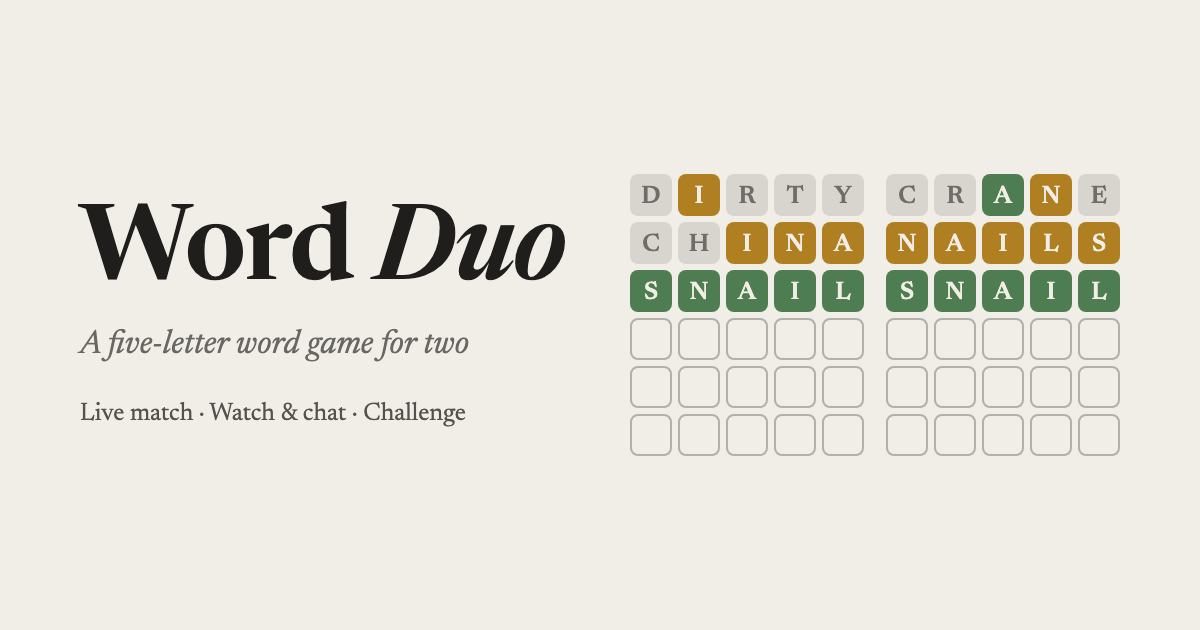 Word Duo
A five-letter word game for two
Live match · Watch & chat · Challenge
DIRTY CRANE
CHINA NAILS
SNAIL SNAIL